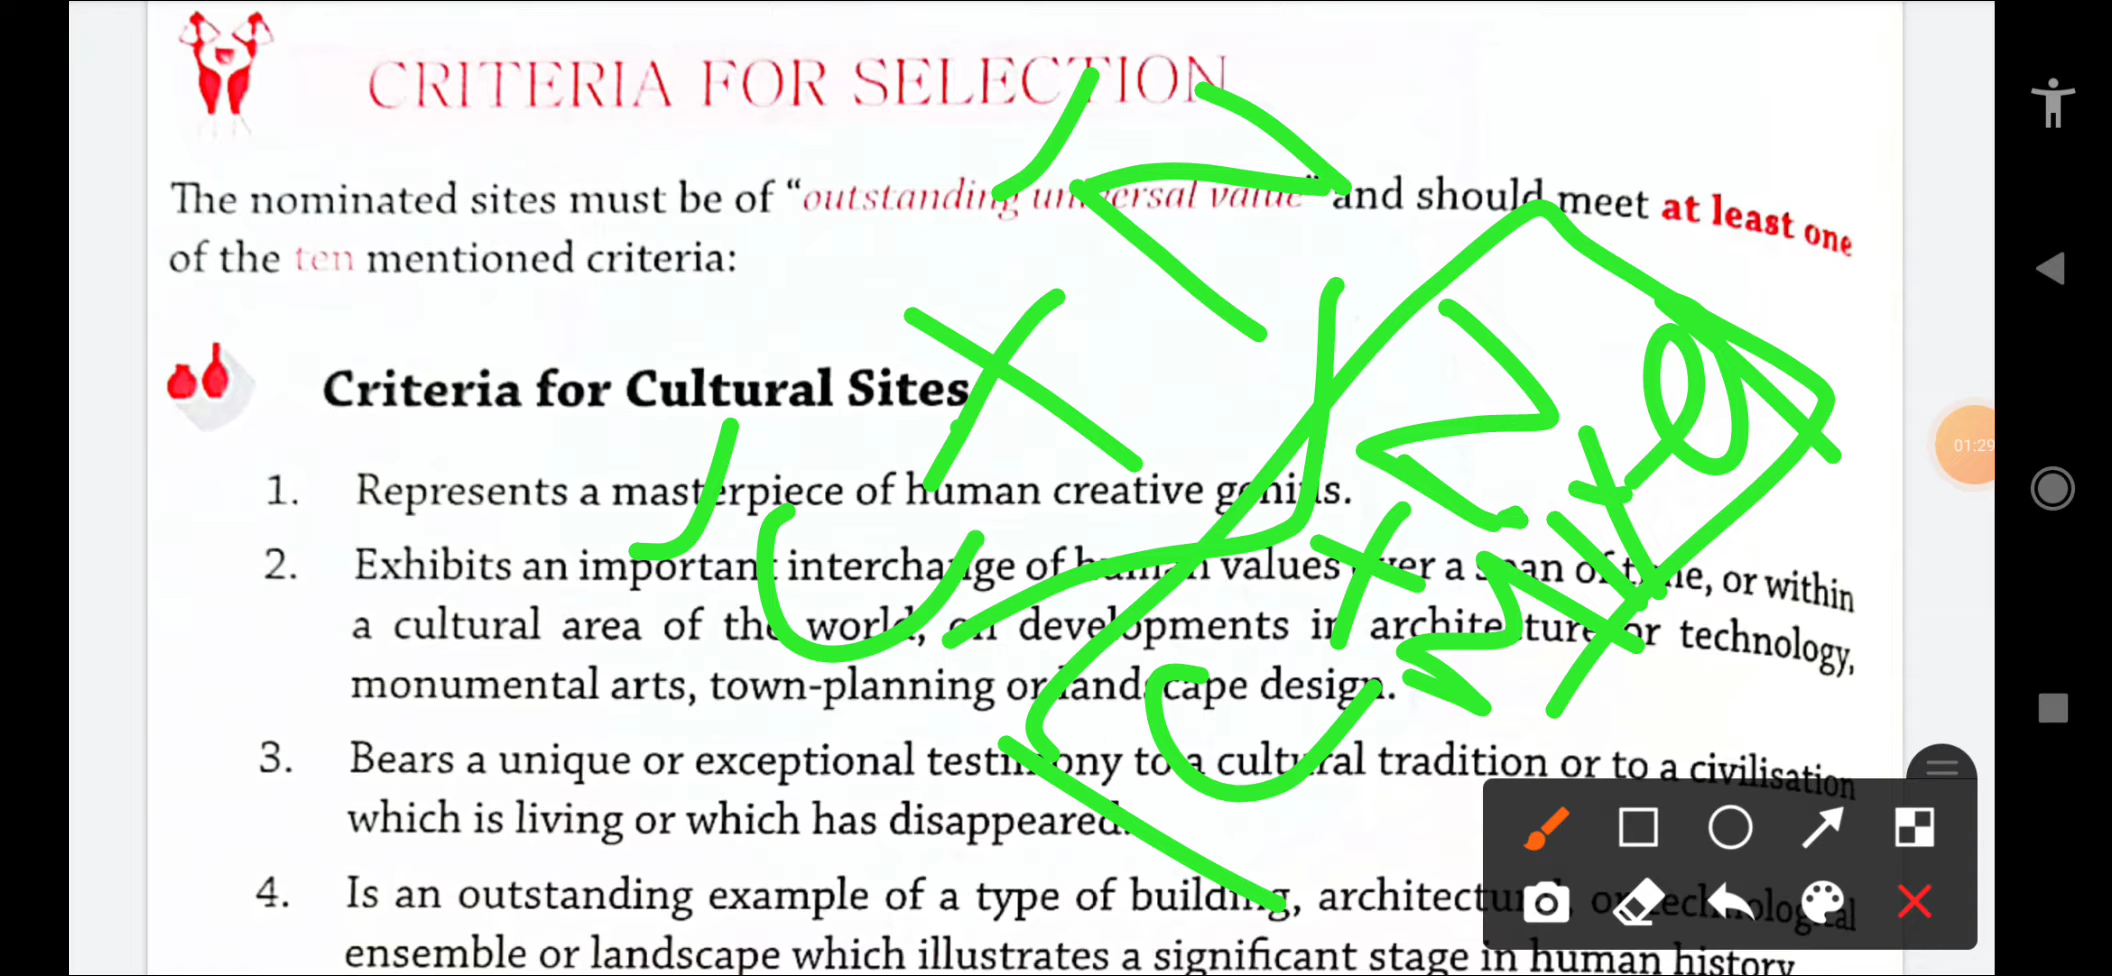 CRITERIA FOR SELECTION
The nominated sites must be of “outstanding universal value” and should meet at least one
of the ten mentioned criteria:
Criteria for Cultural Sites
1. Represents a masterpiece of human creative genius.
2. Exhibits an important interchange of human values over a span of time, or within
a cultural area of the world, on developments in architecture or technology,
monumental arts, town-planning or landscape design.
3. Bears a unique or exceptional testimony to a cultural tradition or to a civilisation
which is living or which has disappeared.
4. Is an outstanding example of a type of building, architectural, or technological
ensemble or landscape which illustrates a significant stage in human history
01:29